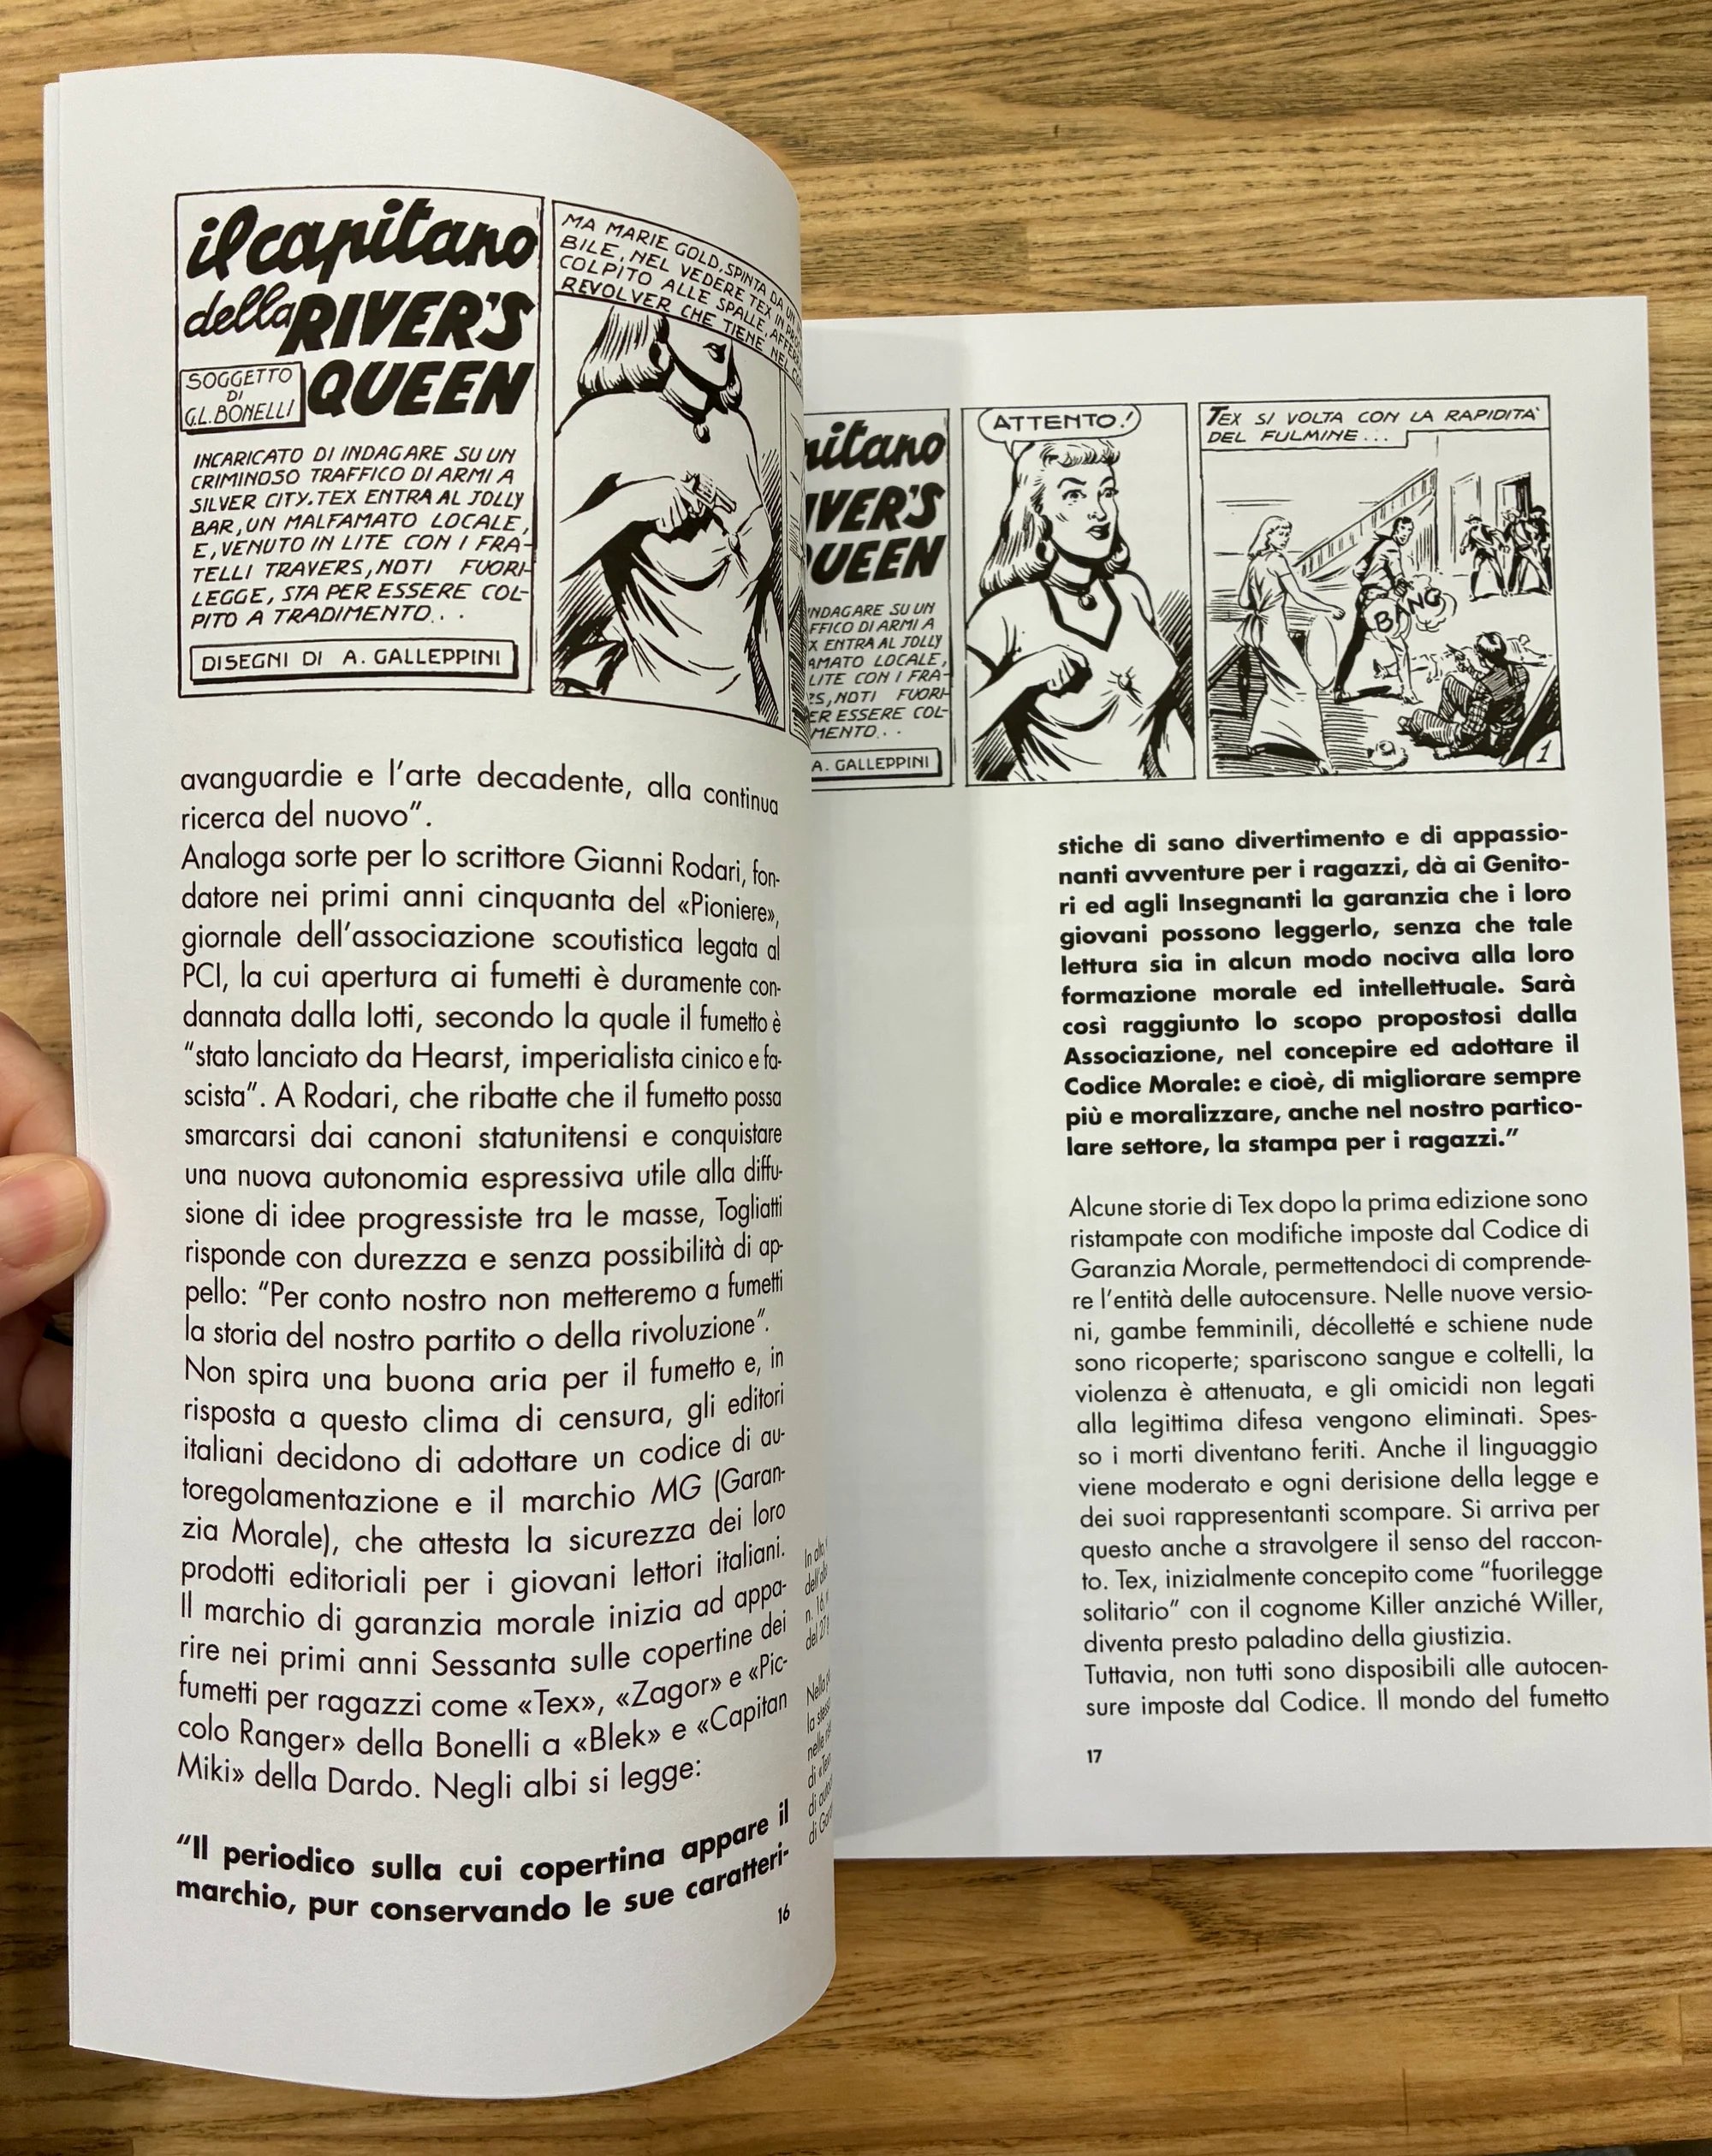 il capitano
della RIVER'S
QUEEN
SOGGETTO
DI
G.L. BONELLI
INCARICATO DI INDAGARE SU UN
CRIMINOSO TRAFFICO DI ARMI A
SILVER CITY. TEX ENTRA AL JOLLY
BAR, UN MALFAMATO LOCALE,
E, VENUTO IN LITE CON I FRA-
TELLI TRAVERS, NOTI FUORI-
LEGGE, STA PER ESSERE COL-
PITO A TRADIMENTO...
DISEGNI DI A. GALLEPPINI
MA MARIE GOLD, SPINTA DA UN
BILE, NEL VEDERE TEX IN
COLPITO ALLE SPALLE,
REVOLVER CHE TIENE NEL
avanguardie e l'arte decadente, alla continua
ricerca del nuovo".
Analoga sorte per lo scrittore Gianni Rodari, fon-
datore nei primi anni cinquanta del «Pioniere»,
giornale dell'associazione scoutistica legata al
PCI, la cui apertura ai fumetti è duramente con-
dannata dalla lotti, secondo la quale il fumetto è
"stato lanciato da Hearst, imperialista cinico e fa-
scista". A Rodari, che ribatte che il fumetto possa
smarcarsi dai canoni statunitensi e conquistare
una nuova autonomia espressiva utile alla diffu-
sione di idee progressiste tra le masse, Togliatti
risponde con durezza e senza possibilità di ap-
pello: "Per conto nostro non metteremo a fumetti
la storia del nostro partito o della rivoluzione".
Non spira una buona aria per il fumetto e, in
risposta a questo clima di censura, gli editori
italiani decidono di adottare un codice di au-
toregolamentazione e il marchio MG (Garan-
zia Morale), che attesta la sicurezza dei loro
prodotti editoriali per i giovani lettori italiani.
Il marchio di garanzia morale inizia ad appa-
rire nei primi anni Sessanta sulle copertine dei
fumetti per ragazzi come «Tex», «Zagor» e «Pic-
colo Ranger» della Bonelli a «Blek» e «Capitan
Miki» della Dardo. Negli albi si legge:
"Il periodico sulla cui copertina appare il
marchio, pur conservando le sue caratteri-
16
QUEEN
INDAGARE SU UN
DI ARMI A
ENTRA AL JOLLY
LOCALE,
LITE CON I FRA-
NOTI FUORI-
ESSERE COL-
A. GALLEPPINI
ATTENTO!
TEX SI VOLTA CON LA RAPIDITA'
DEL FULMINE...
BANG
1
stiche di sano divertimento e di appassio-
nanti avventure per i ragazzi, dà ai Genito-
ri ed agli Insegnanti la garanzia che i loro
giovani possono leggerlo, senza che tale
lettura sia in alcun modo nociva alla loro
formazione morale ed intellettuale. Sarà
così raggiunto lo scopo propostosi dalla
Associazione, nel concepire ed adottare il
Codice Morale: e cioè, di migliorare sempre
più e moralizzare, anche nel nostro partico-
lare settore, la stampa per i ragazzi."
Alcune storie di Tex dopo la prima edizione sono
ristampate con modifiche imposte dal Codice di
Garanzia Morale, permettendoci di comprende-
re l'entità delle autocensure. Nelle nuove versio-
ni, gambe femminili, décolletté e schiene nude
sono ricoperte; spariscono sangue e coltelli, la
violenza è attenuata, e gli omicidi non legati
alla legittima difesa vengono eliminati. Spes-
so i morti diventano feriti. Anche il linguaggio
viene moderato e ogni derisione della legge e
dei suoi rappresentanti scompare. Si arriva per
questo anche a stravolgere il senso del raccon-
to. Tex, inizialmente concepito come "fuorilegge
solitario" con il cognome Killer anziché Willer,
diventa presto paladino della giustizia.
Tuttavia, non tutti sono disponibili alle autocen-
sure imposte dal Codice. Il mondo del fumetto
17